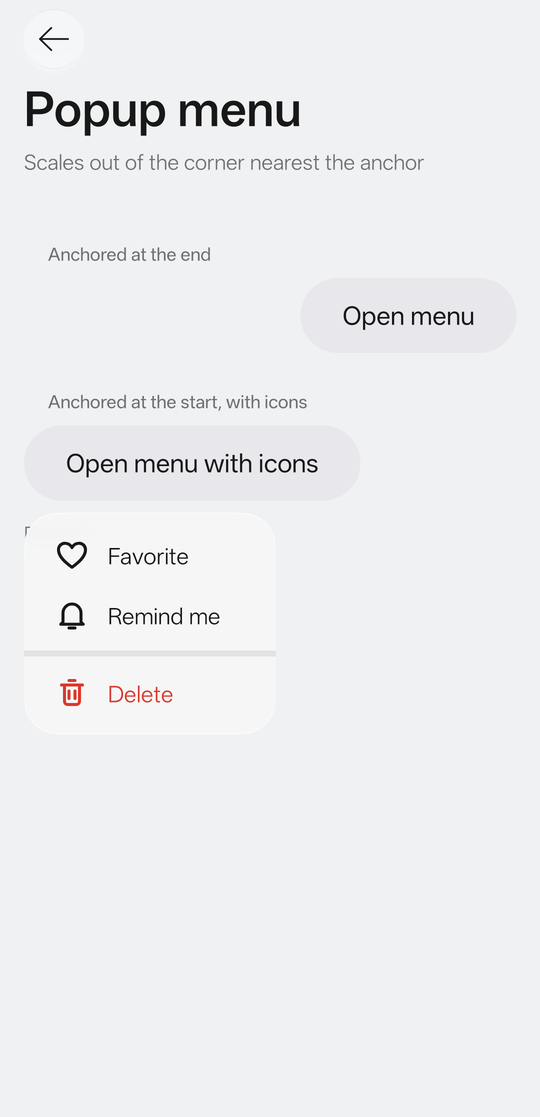 Popup menu
Scales out of the corner nearest the anchor
Anchored at the end
Open menu
Anchored at the start, with icons
Open menu with icons
Favorite
Remind me
Delete